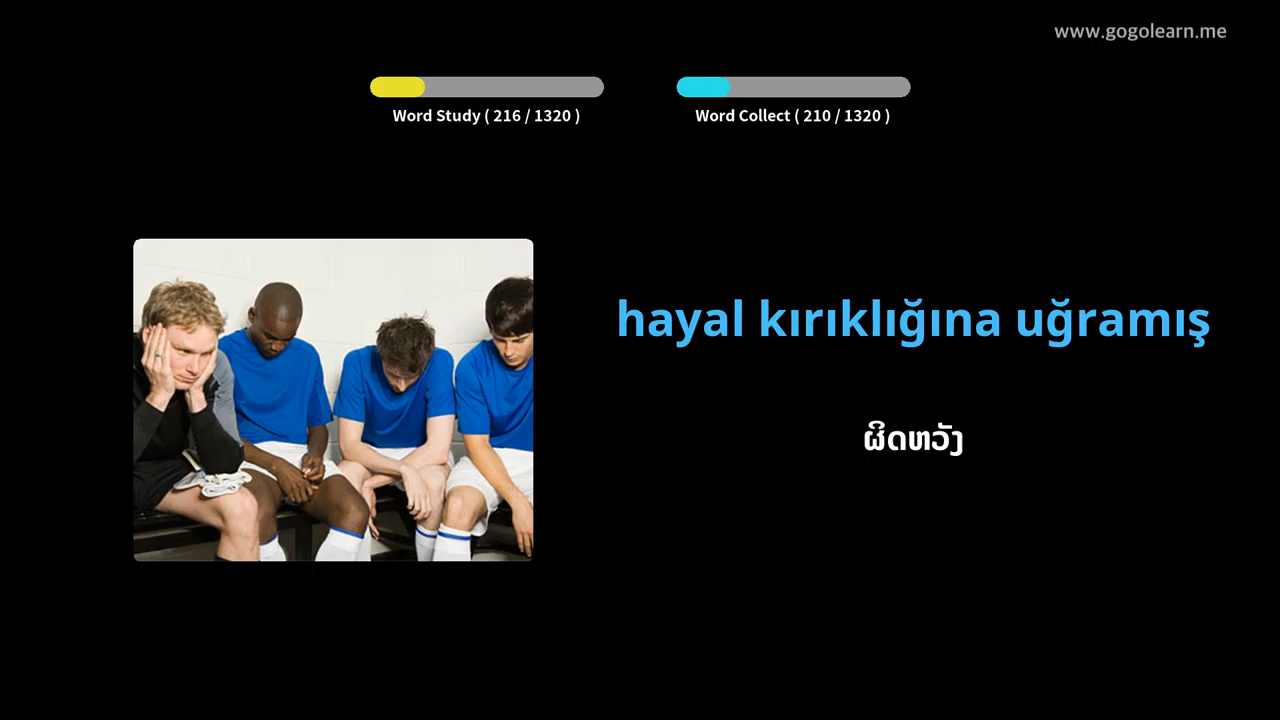 www.gogolearn.me
Word Study ( 216 / 1320 )
Word Collect ( 210 / 1320 )
hayal kırıklığına uğramış
ຜິດຫວັງ